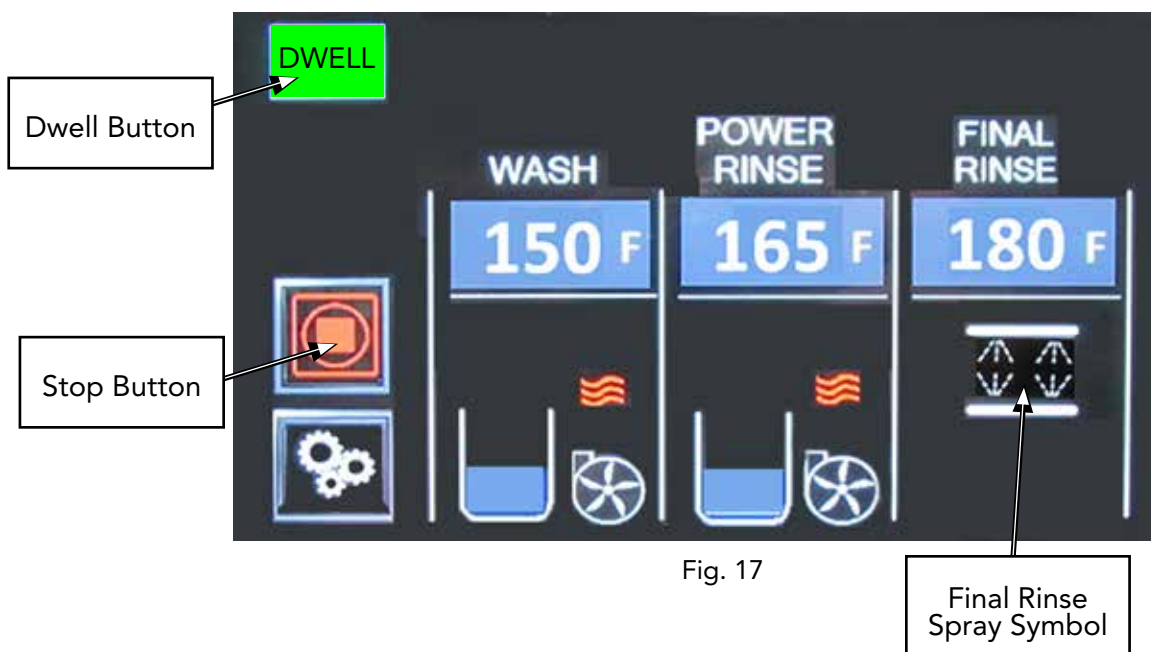 DWELL
Dwell Button
POWER
RINSE
FINAL
RINSE
WASH
150 F
165 F
180 F
Stop Button
Fig. 17
Final Rinse
Spray Symbol